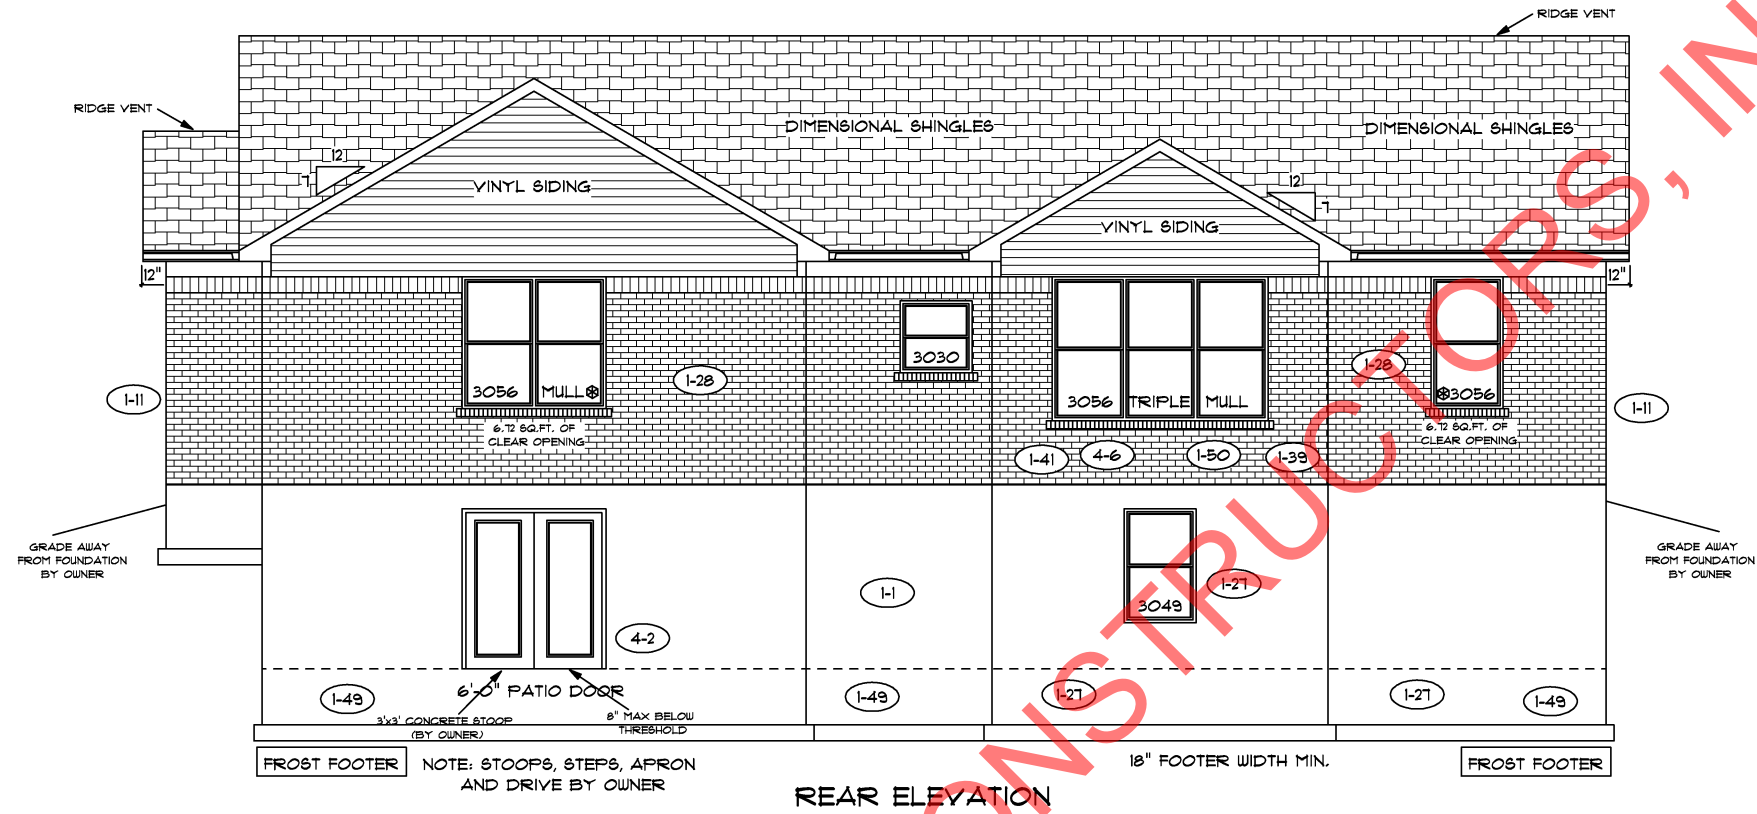 RIDGE VENT
RIDGE VENT
DIMENSIONAL SHINGLES
DIMENSIONAL SHINGLES
12
7
VINYL SIDING
12
7
VINYL SIDING
12"
12"
3030
3056 MULL
3056 TRIPLE MULL
3056
1-28
1-28
1-11
1-11
6.72 SQ.FT. OF
CLEAR OPENING
6.72 SQ.FT. OF
CLEAR OPENING
1-41
4-6
1-50
1-39
GRADE AWAY
FROM FOUNDATION
BY OWNER
GRADE AWAY
FROM FOUNDATION
BY OWNER
1-1
1-27
3049
4-2
6'-0" PATIO DOOR
1-49
1-49
1-27
1-27
1-49
3'x3' CONCRETE STOOP
(BY OWNER)
8" MAX BELOW
THRESHOLD
FROST FOOTER
NOTE: STOOPS, STEPS, APRON
AND DRIVE BY OWNER
18" FOOTER WIDTH MIN.
FROST FOOTER
REAR ELEVATION
ONSTRUCTORS, IN